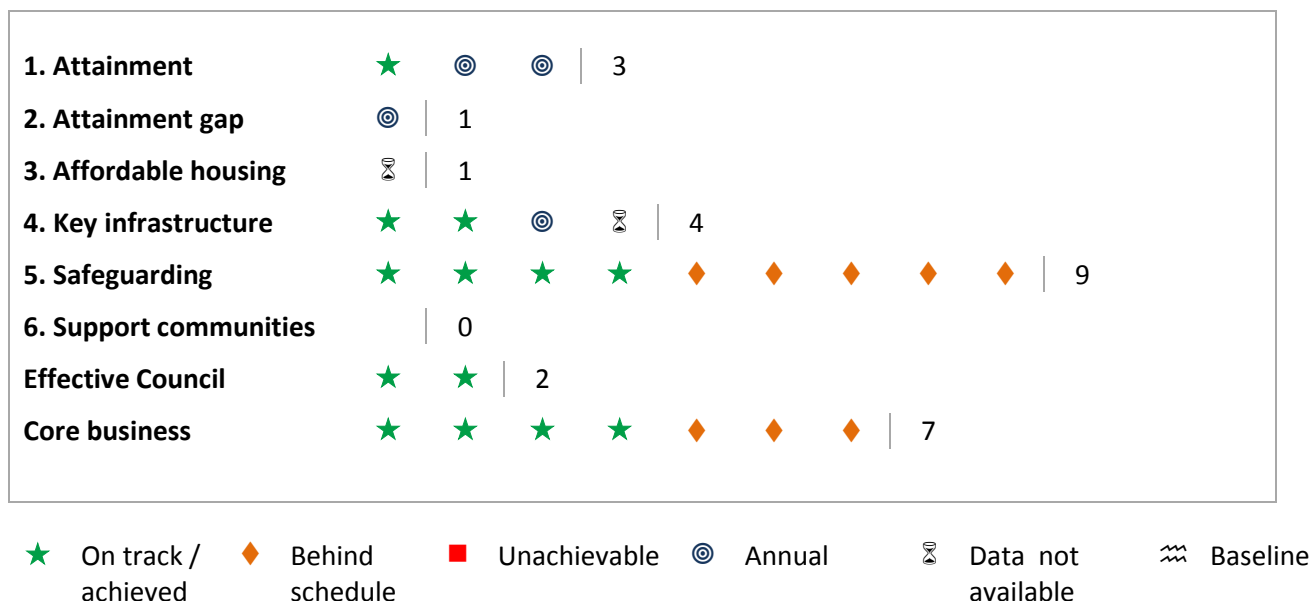 1. Attainment ★ ◎ ◎ 3
2. Attainment gap ◎ 1
3. Affordable housing ⌛ 1
4. Key infrastructure ★ ★ ◎ ⌛ 4
5. Safeguarding ★ ★ ★ ★ ♦ ♦ ♦ ♦ ♦ 9
6. Support communities 0
Effective Council ★ ★ 2
Core business ★ ★ ★ ★ ♦ ♦ ♦ 7
★ On track / achieved
♦ Behind schedule
■ Unachievable
◎ Annual
⌛ Data not available
♒ Baseline